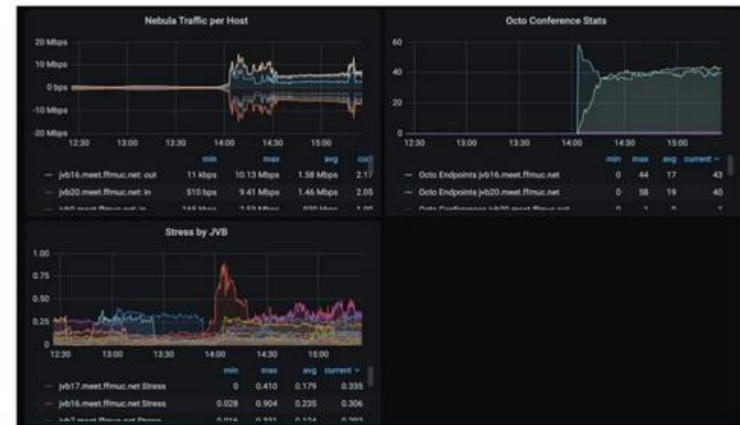 Nebula Traffic per Host
20 Mbps
10 Mbps
0 bps
-10 Mbps
-20 Mbps
12:30 13:00 13:30 14:00 14:30 15:00
min max avg
jvb16.meet.ffmuc.net: out 11 kbps 10.13 Mbps 1.58 Mbps
jvb20.meet.ffmuc.net: in 510 bps 9.41 Mbps 1.46 Mbps 2.05
Octo Conference Stats
60
40
20
0
12:30 13:00 13:30 14:00 14:30 15:00
min max avg current
Octo Endpoints jvb16.meet.ffmuc.net 0 44 17 43
Octo Endpoints jvb20.meet.ffmuc.net 0 58 19 40
Stress by JVB
1.00
0.75
0.50
0.25
0
12:30 13:00 13:30 14:00 14:30 15:00
min max avg current
jvb17.meet.ffmuc.net Stress 0 0.410 0.179 0.335
jvb16.meet.ffmuc.net Stress 0.028 0.904 0.235 0.306